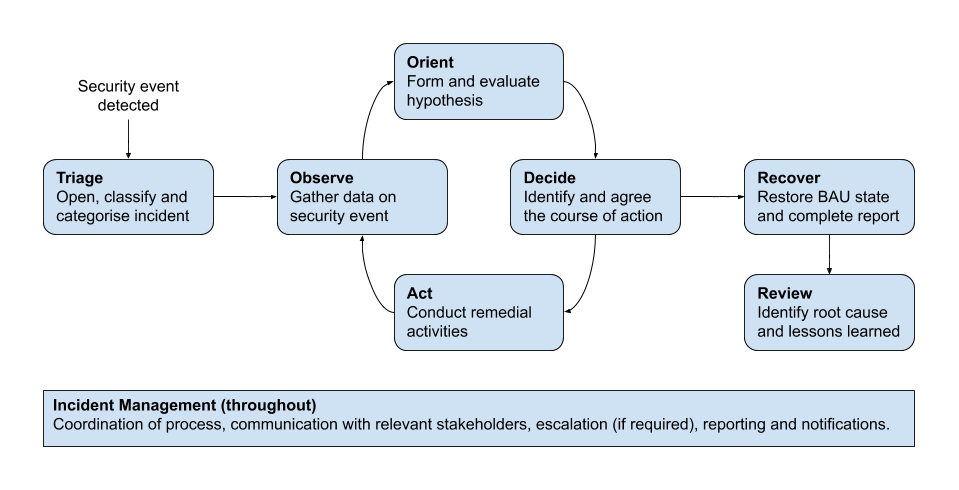 Security event
detected
Triage
Open, classify and
categorise incident
Observe
Gather data on
security event
Orient
Form and evaluate
hypothesis
Decide
Identify and agree
the course of action
Act
Conduct remedial
activities
Recover
Restore BAU state
and complete report
Review
Identify root cause
and lessons learned
Incident Management (throughout)
Coordination of process, communication with relevant stakeholders, escalation (if required), reporting and notifications.